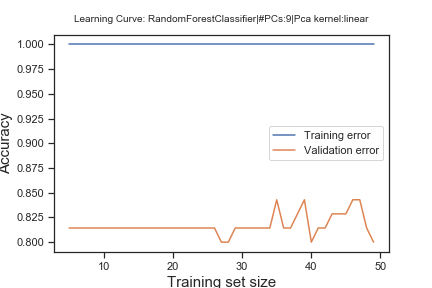 Learning Curve: RandomForestClassifier|#PCs:9|Pca kernel:linear
1.000
0.975
0.950
0.925
0.900
0.875
0.850
0.825
0.800
Accuracy
Training error
Validation error
10 20 30 40 50
Training set size